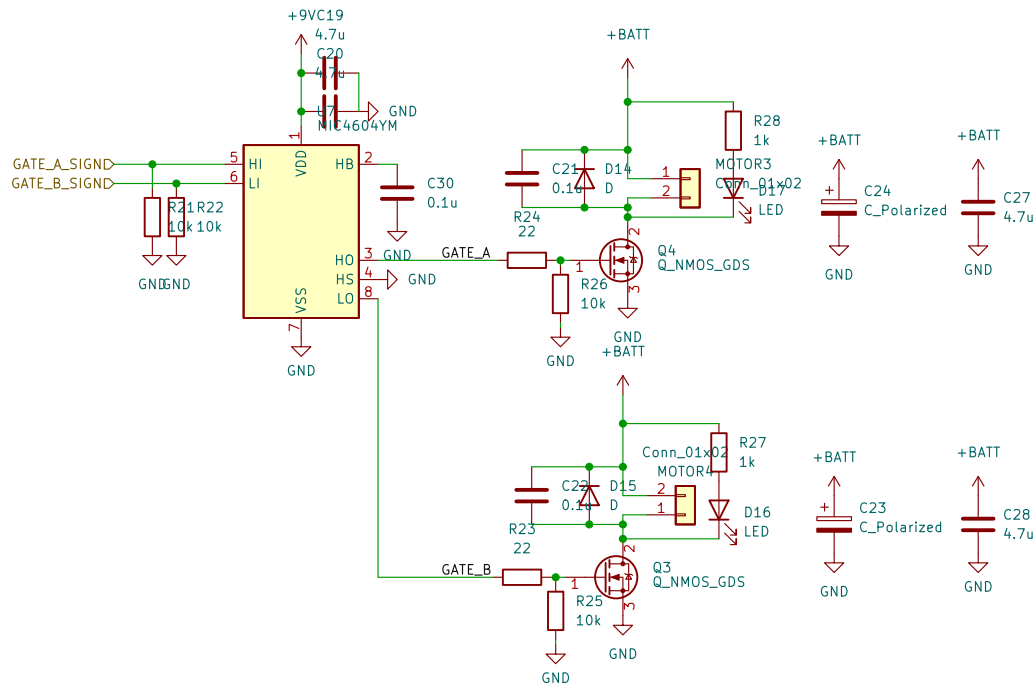 +9V
C19
4.7u
C20
4.7u
U7
MIC4604YM
GND
1
VDD
GATE_A_SIGN
5
HI
HB
2
GATE_B_SIGN
6
LI
C30
0.1u
GND
R21
10k
R22
10k
GND
GND
HO
3
GATE_A
HS
4
GND
LO
8
VSS
7
GND
+BATT
R28
1k
C21
0.1u
D14
D
1
2
MOTOR3
Conn_01x02
D17
LED
R24
22
1
2
3
Q4
Q_NMOS_GDS
R26
10k
GND
GND
+BATT
C24
C_Polarized
+
GND
+BATT
C27
4.7u
GND
+BATT
R27
1k
Conn_01x02
MOTOR4
C22
0.1u
D15
D
2
1
D16
LED
R23
22
GATE_B
1
2
3
Q3
Q_NMOS_GDS
R25
10k
GND
GND
+BATT
+
C23
C_Polarized
GND
+BATT
C28
4.7u
GND